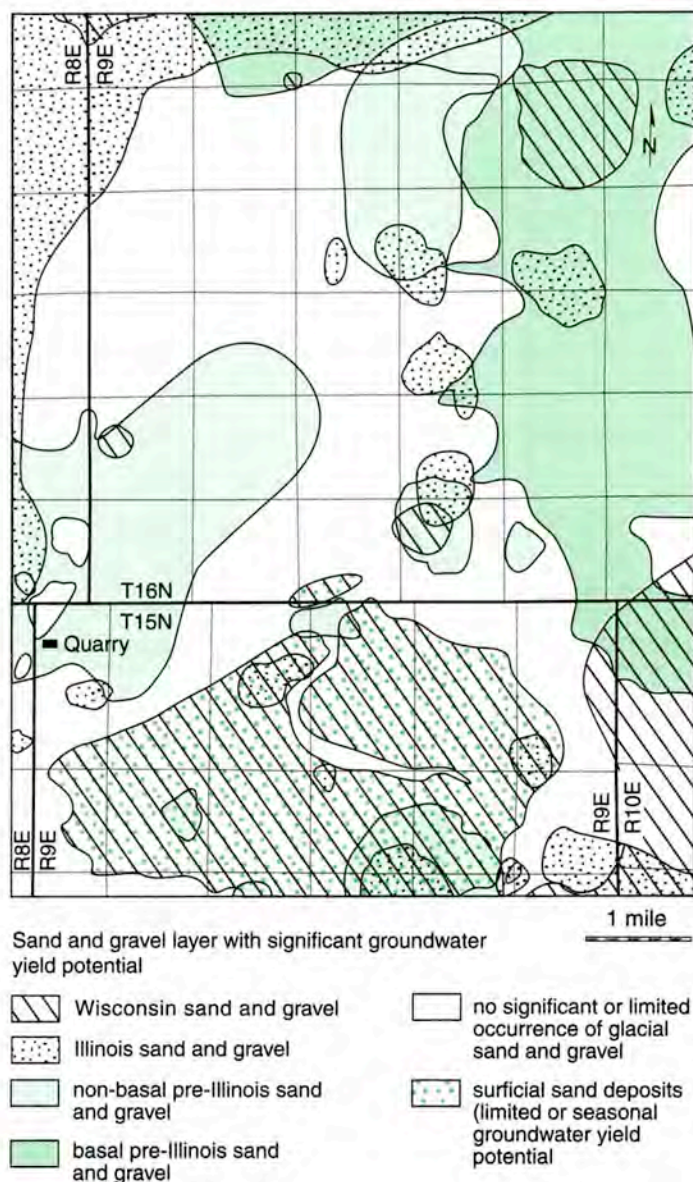 R8E
R9E
N
T16N
T15N
Quarry
R8E
R9E
R9E
R10E
1 mile
Sand and gravel layer with significant groundwater
yield potential
Wisconsin sand and gravel
Illinois sand and gravel
non-basal pre-Illinois sand
and gravel
basal pre-Illinois sand
and gravel
no significant or limited
occurrence of glacial
sand and gravel
surficial sand deposits
(limited or seasonal
groundwater yield
potential